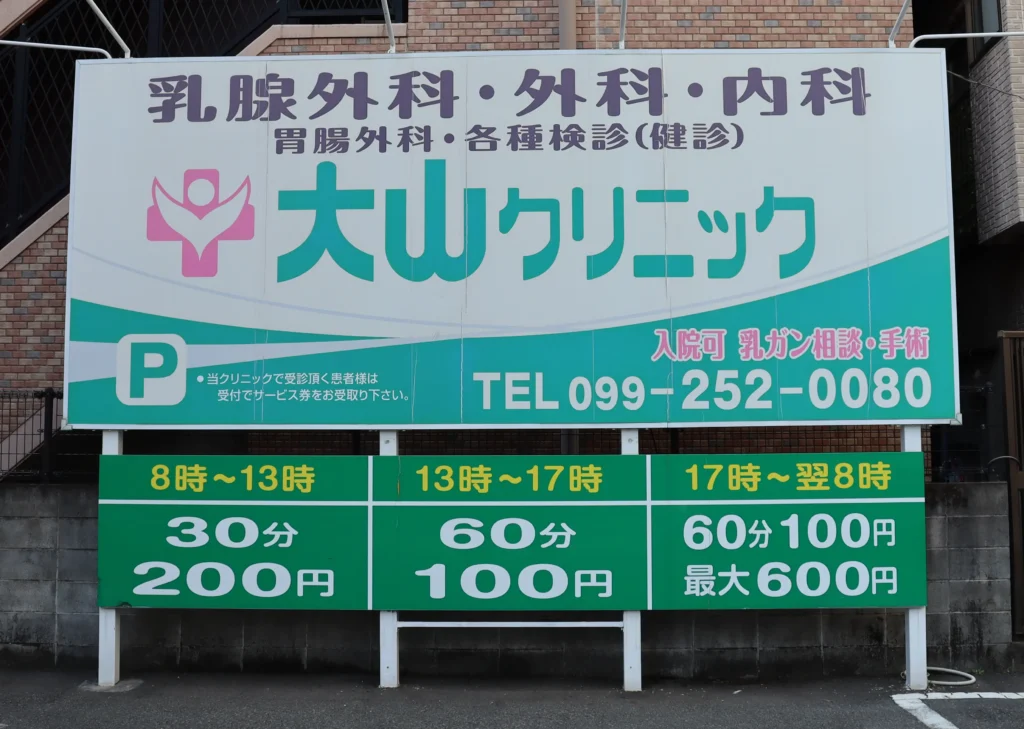 乳腺外科・外科・内科
胃腸外科・各種検診(健診)
大山クリニック
入院可 乳ガン相談・手術
P
●当クリニックで受診頂く患者様は
受付でサービス券をお受取り下さい。
TEL 099-252-0080
8時〜13時
30分
200円
13時〜17時
60分
100円
17時〜翌8時
60分100円
最大600円